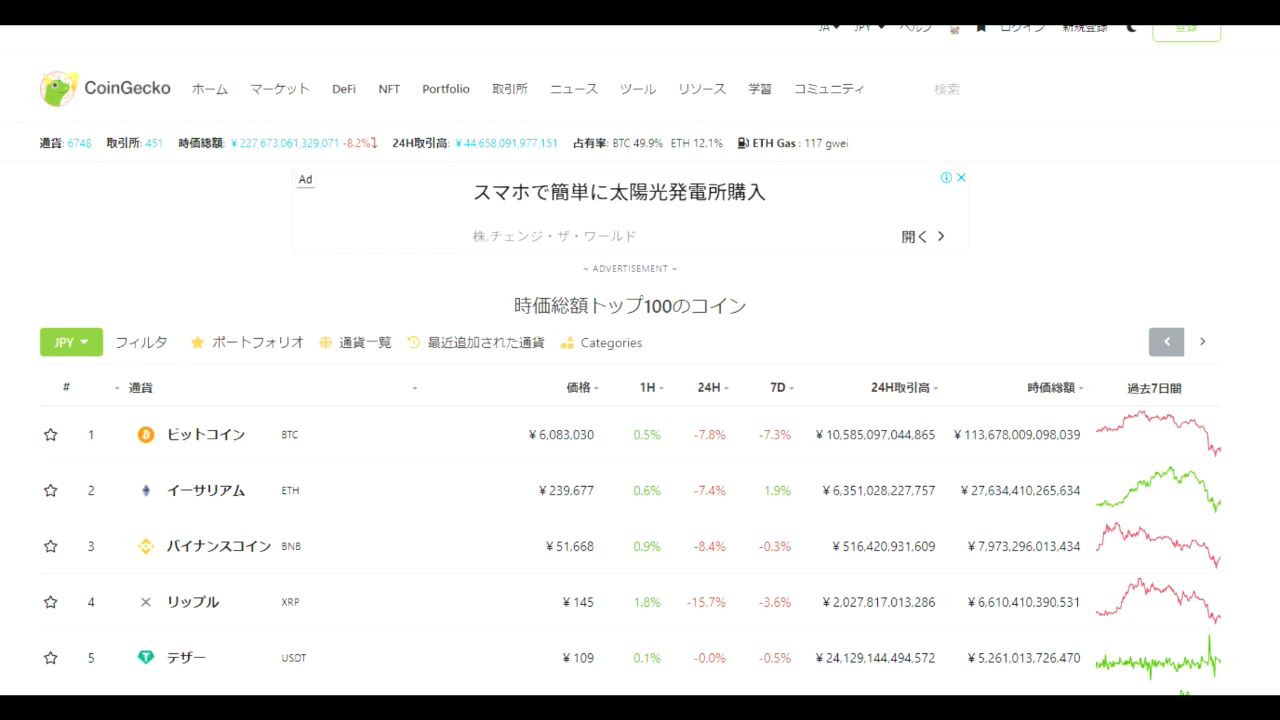 JA JPY ヘルプ ログイン 新規登録 登録
CoinGecko ホーム マーケット DeFi NFT Portfolio 取引所 ニュース ツール リソース 学習 コミュニティ 検索
通貨: 6748 取引所: 451 時価総額: ¥227,673,061,329,071 -8.2% 24H取引高: ¥44,658,091,977,151 占有率: BTC 49.9% ETH 12.1% ETH Gas : 117 gwei
Ad
スマホで簡単に太陽光発電所購入
株.チェンジ・ザ・ワールド 開く
~ ADVERTISEMENT ~
時価総額トップ100のコイン
JPY フィルタ ポートフォリオ 通貨一覧 最近追加された通貨 Categories
# 通貨 価格 1H 24H 7D 24H取引高 時価総額 過去7日間
1 ビットコイン BTC ¥6,083,030 0.5% -7.8% -7.3% ¥10,585,097,044,865 ¥113,678,009,098,039
2 イーサリアム ETH ¥239,677 0.6% -7.4% 1.9% ¥6,351,028,227,757 ¥27,634,410,265,634
3 バイナンスコイン BNB ¥51,668 0.9% -8.4% -0.3% ¥516,420,931,609 ¥7,973,296,013,434
4 リップル XRP ¥145 1.8% -15.7% -3.6% ¥2,027,817,013,286 ¥6,610,410,390,531
5 テザー USDT ¥109 0.1% -0.0% -0.5% ¥24,129,144,494,572 ¥5,261,013,726,470